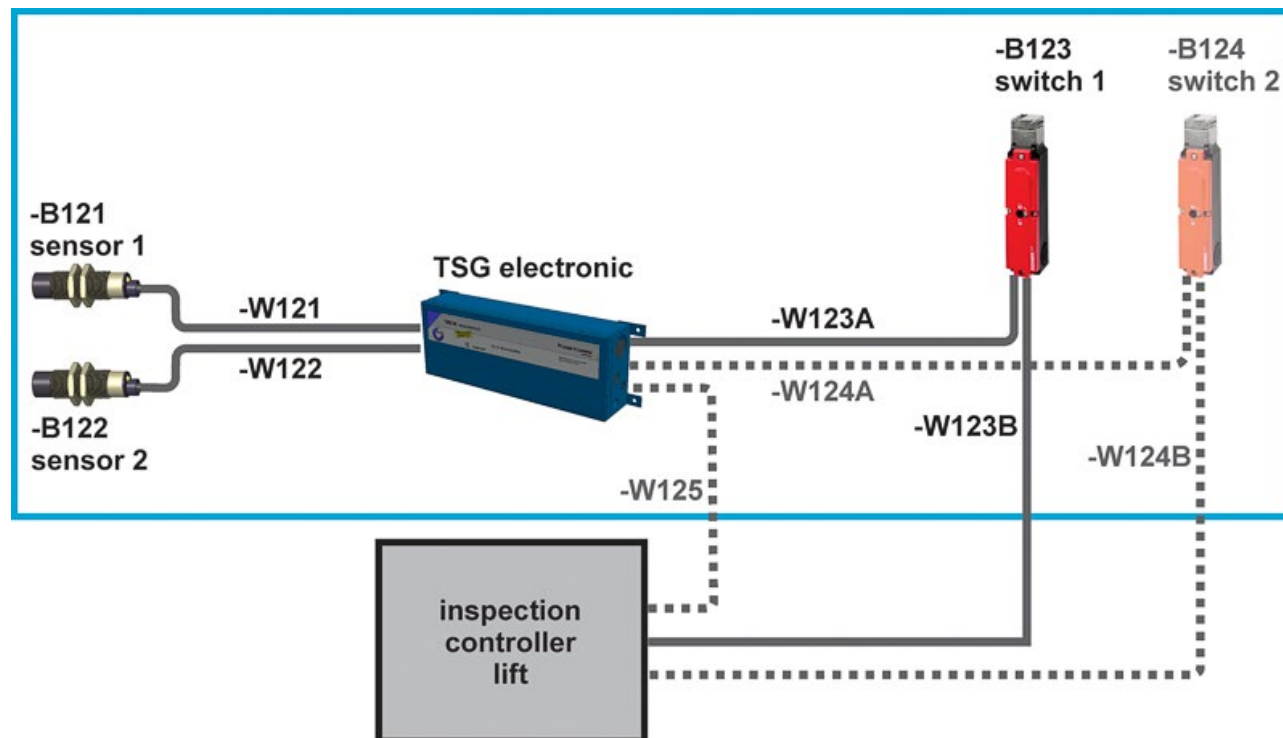 -B123
switch 1
-B124
switch 2
-B121
sensor 1
TSG electronic
-W121
-W123A
-W122
-W124A
-B122
sensor 2
-W123B
-W124B
-W125
inspection
controller
lift